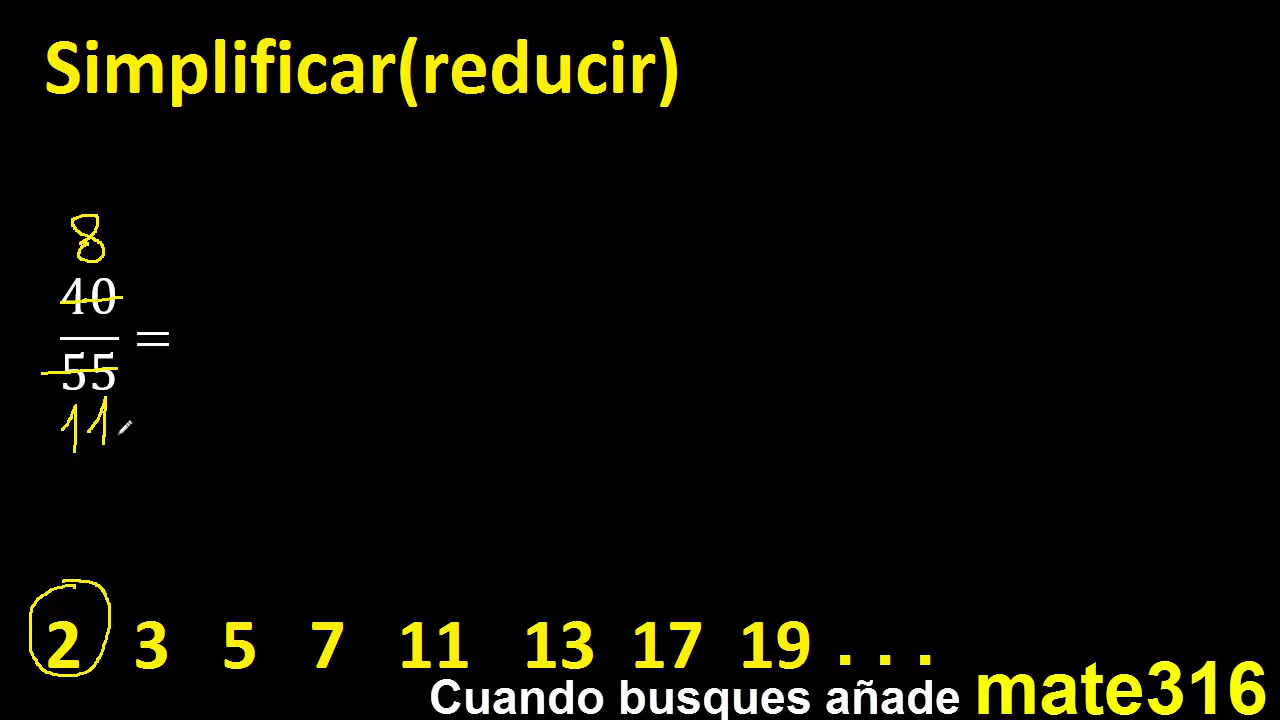 Simplificar(reducir)
8
40
55
=
11
2 3 5 7 11 13 17 19 . . .
Cuando busques añade mate316